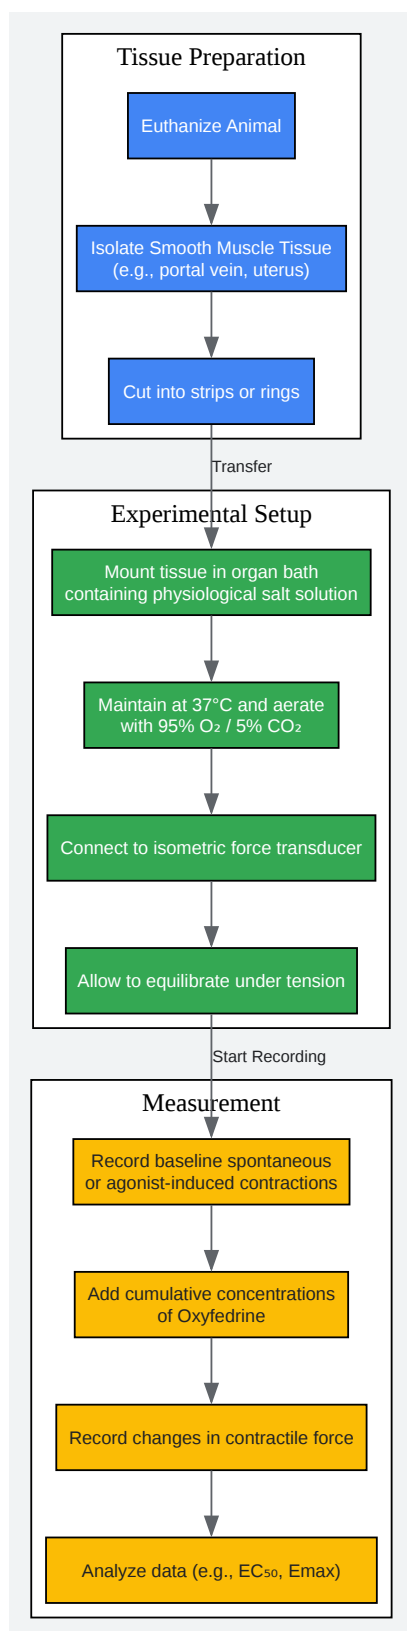 Tissue Preparation
Euthanize Animal
Isolate Smooth Muscle Tissue
(e.g., portal vein, uterus)
Cut into strips or rings
Transfer
Experimental Setup
Mount tissue in organ bath
containing physiological salt solution
Maintain at 37°C and aerate
with 95% O₂ / 5% CO₂
Connect to isometric force transducer
Allow to equilibrate under tension
Start Recording
Measurement
Record baseline spontaneous
or agonist-induced contractions
Add cumulative concentrations
of Oxyfedrine
Record changes in contractile force
Analyze data (e.g., EC₅₀, Emax)